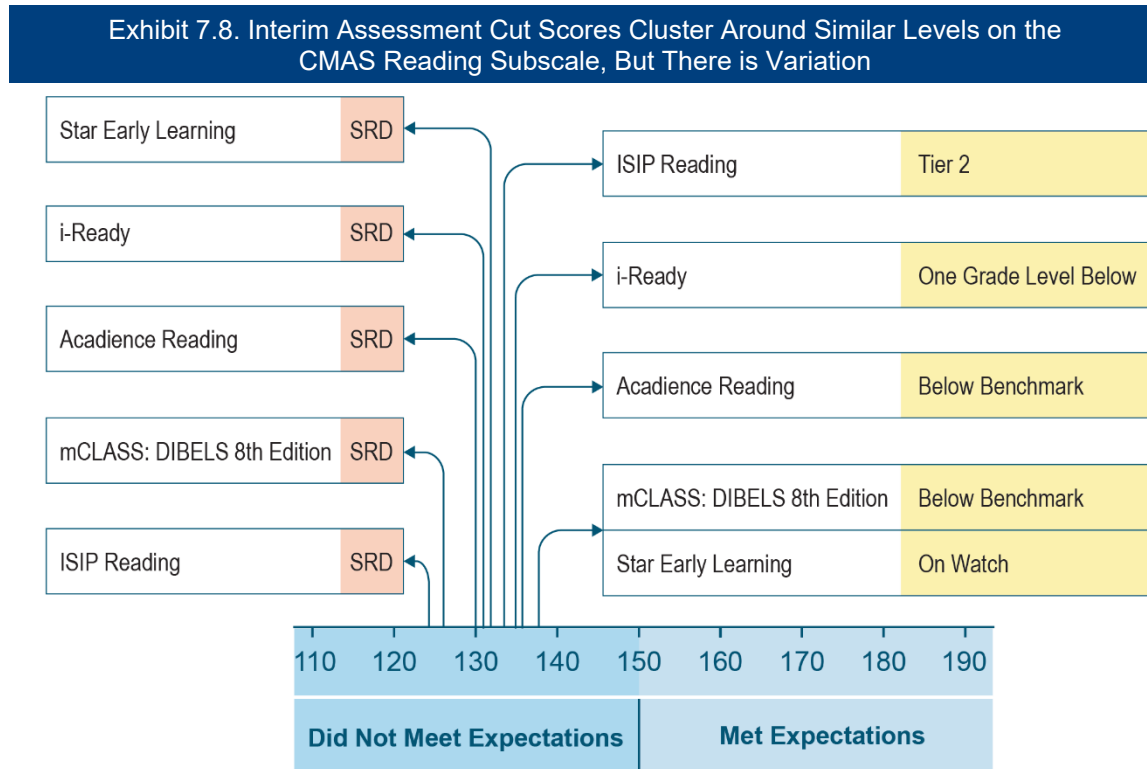 Exhibit 7.8. Interim Assessment Cut Scores Cluster Around Similar Levels on the
CMAS Reading Subscale, But There is Variation
Star Early Learning SRD
i-Ready SRD
Acadience Reading SRD
mCLASS: DIBELS 8th Edition SRD
ISIP Reading SRD
ISIP Reading Tier 2
i-Ready One Grade Level Below
Acadience Reading Below Benchmark
mCLASS: DIBELS 8th Edition Below Benchmark
Star Early Learning On Watch
110 120 130 140 150 160 170 180 190
Did Not Meet Expectations Met Expectations